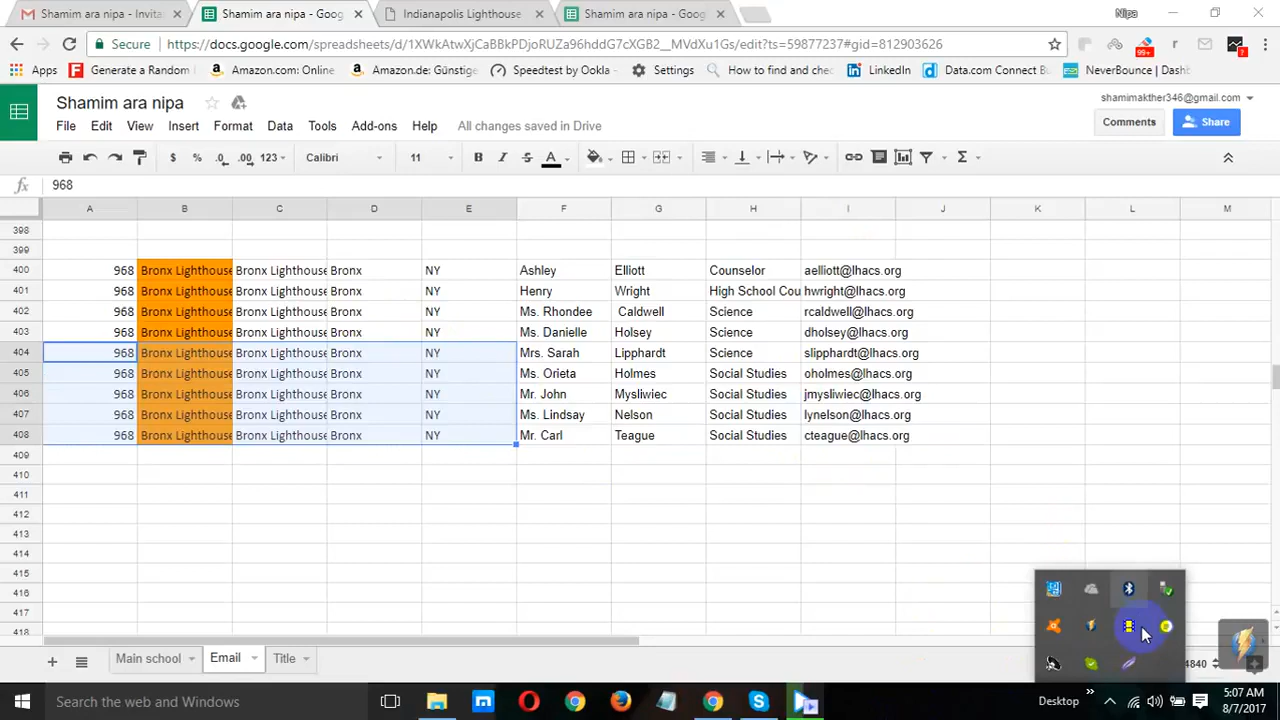 Shamim ara nipa - Invita
Shamim ara nipa - Goog
Indianapolis Lighthouse
Shamim ara nipa - Goog
Nipa
Secure
https://docs.google.com/spreadsheets/d/1XWkAtwXjCaBBkPDjoRUZa96hddG7cXGB2__MVdXu1Gs/edit?ts=59877237#gid=812903626
99+
Apps
Generate a Random
Amazon.com: Online
Amazon.de: Günstige
Speedtest by Ookla
Settings
How to find and chec
LinkedIn
Data.com Connect B
NeverBounce | Dash
Shamim ara nipa
shamimakther346@gmail.com
File Edit View Insert Format Data Tools Add-ons Help All changes saved in Drive
Comments
Share
$ % .0 .00 123 Calibri 11 B I S A
fx 968
A B C D E F G H I J K L M
398
399
400 968 Bronx Lighthouse Bronx Lighthouse Bronx NY Ashley Elliott Counselor aelliott@lhacs.org
401 968 Bronx Lighthouse Bronx Lighthouse Bronx NY Henry Wright High School Cou hwright@lhacs.org
402 968 Bronx Lighthouse Bronx Lighthouse Bronx NY Ms. Rhondee Caldwell Science rcaldwell@lhacs.org
403 968 Bronx Lighthouse Bronx Lighthouse Bronx NY Ms. Danielle Holsey Science dholsey@lhacs.org
404 968 Bronx Lighthouse Bronx Lighthouse Bronx NY Mrs. Sarah Lipphardt Science slipphardt@lhacs.org
405 968 Bronx Lighthouse Bronx Lighthouse Bronx NY Ms. Orieta Holmes Social Studies oholmes@lhacs.org
406 968 Bronx Lighthouse Bronx Lighthouse Bronx NY Mr. John Mysliwiec Social Studies jmysliwiec@lhacs.org
407 968 Bronx Lighthouse Bronx Lighthouse Bronx NY Ms. Lindsay Nelson Social Studies lynelson@lhacs.org
408 968 Bronx Lighthouse Bronx Lighthouse Bronx NY Mr. Carl Teague Social Studies cteague@lhacs.org
409
410
411
412
413
414
415
416
417
418
Main school
Email
Title
4840
Search the web and Windows
Desktop
5:07 AM
8/7/2017